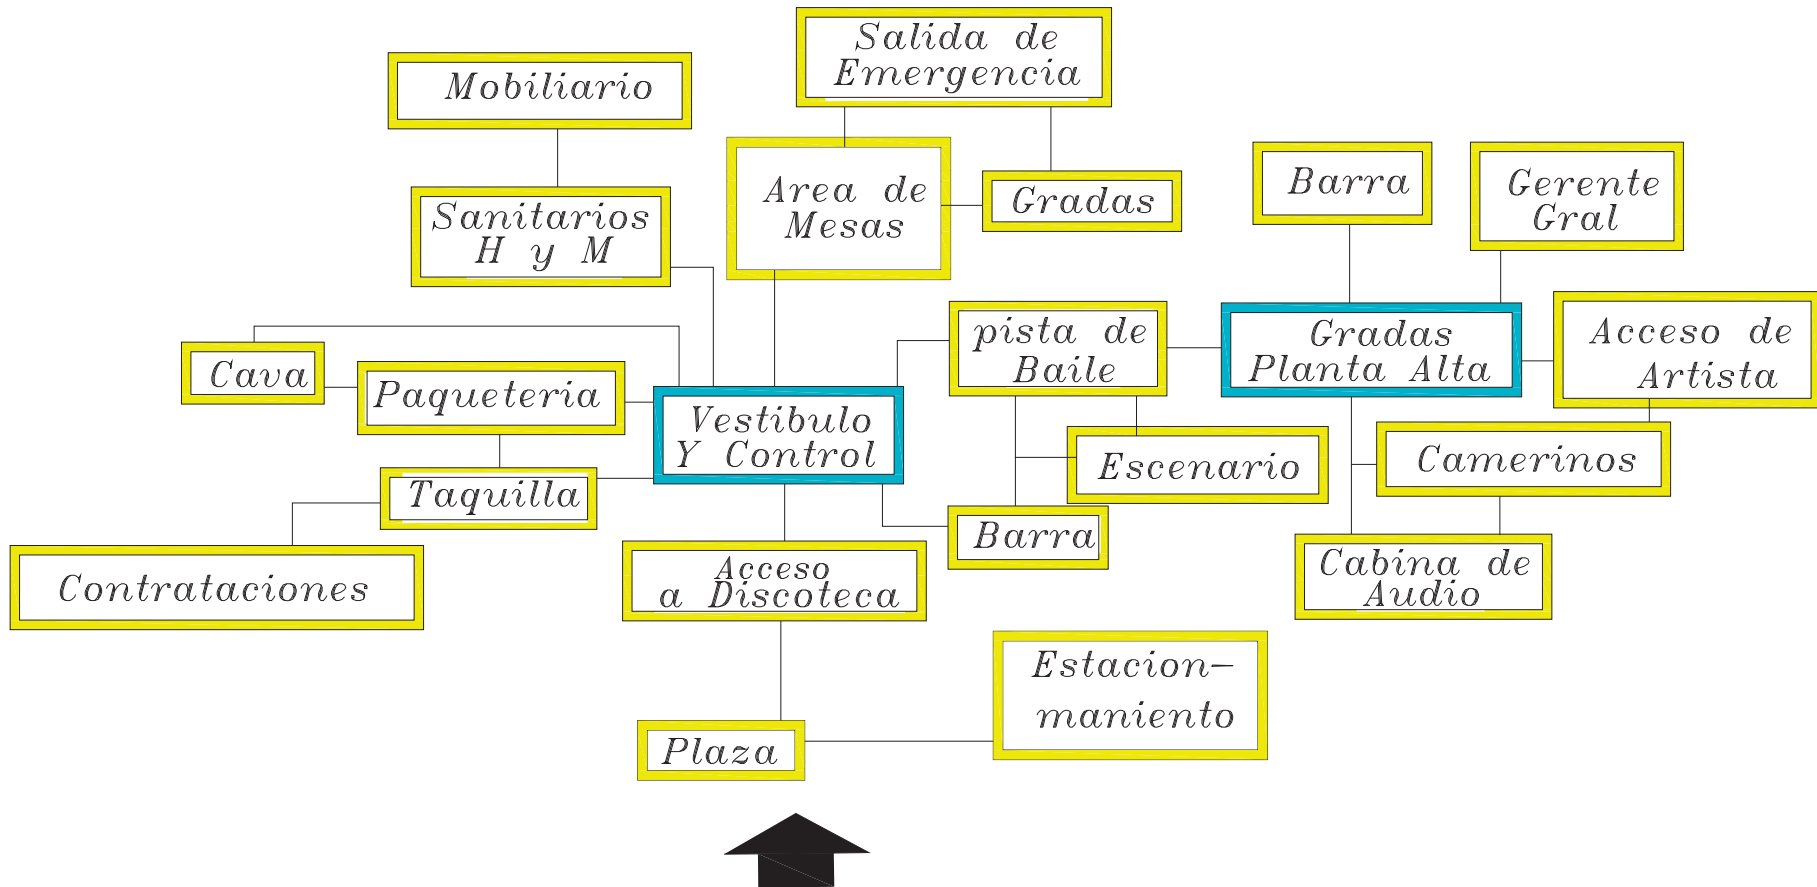 Salida de
Emergencia
Mobiliario
Area de
Mesas
Gradas
Barra
Gerente
Gral
Sanitarios
H y M
pista de
Baile
Gradas
Planta Alta
Acceso de
Artista
Cava
Paqueteria
Vestibulo
Y Control
Escenario
Camerinos
Taquilla
Barra
Contrataciones
Acceso
a Discoteca
Cabina de
Audio
Estacion-
maniento
Plaza